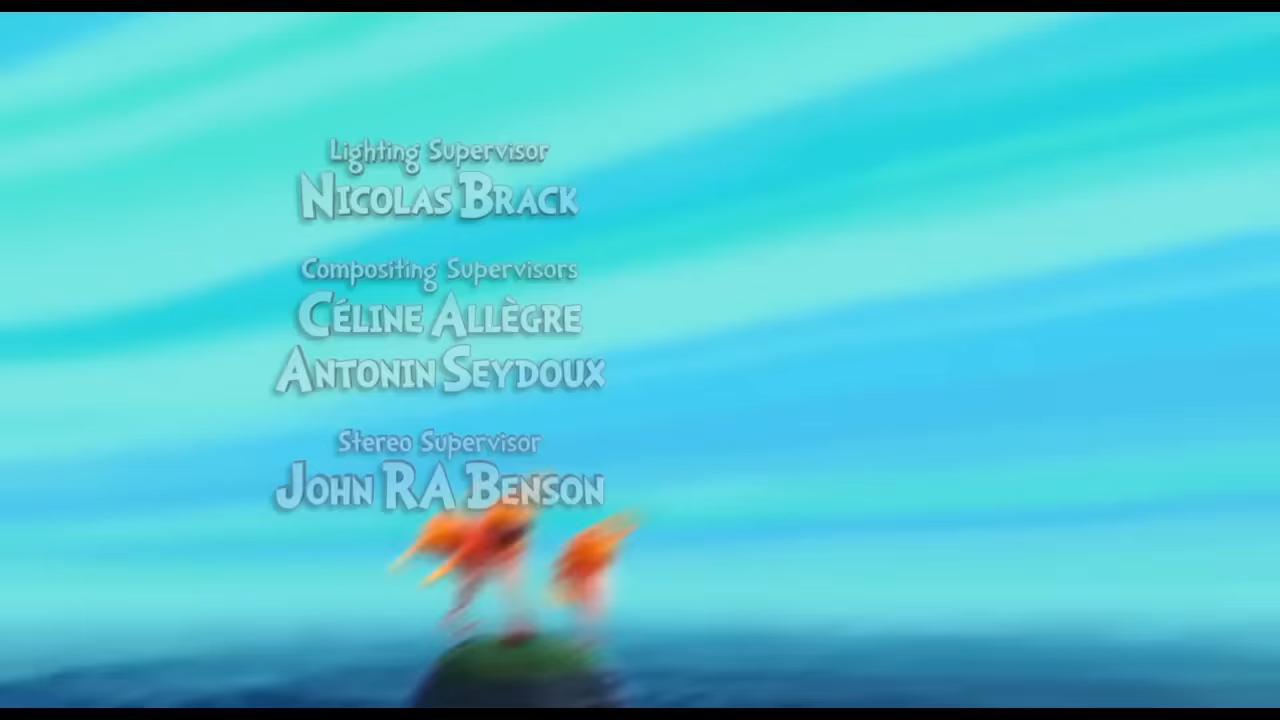 Lighting Supervisor
Nicolas Brack
Compositing Supervisors
Céline Allègre
Antonin Seydoux
Stereo Supervisor
John RA Benson